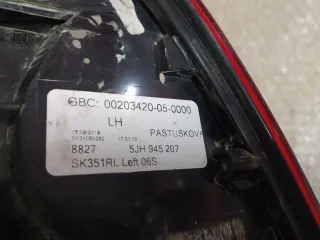 GBC: 00203420-05-0000
LH
PASTUSKOVA
8827 5JH 945 207
SK351RL Left 06S